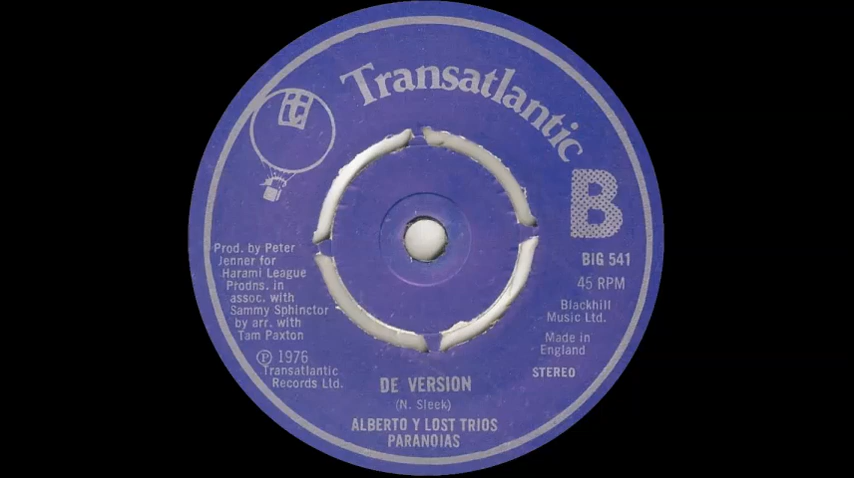 Transatlantic
t
B
BIG 541
45 RPM
Blackhill
Music Ltd.
Made in
England
STEREO
Prod. by Peter
Jenner for
Harami League
Prodns. in
assoc. with
Sammy Sphinctor
by arr. with
Tam Paxton
Ⓟ 1976
Transatlantic
Records Ltd.
DE VERSION
(N. Sleek)
ALBERTO Y LOST TRIOS
PARANOIAS